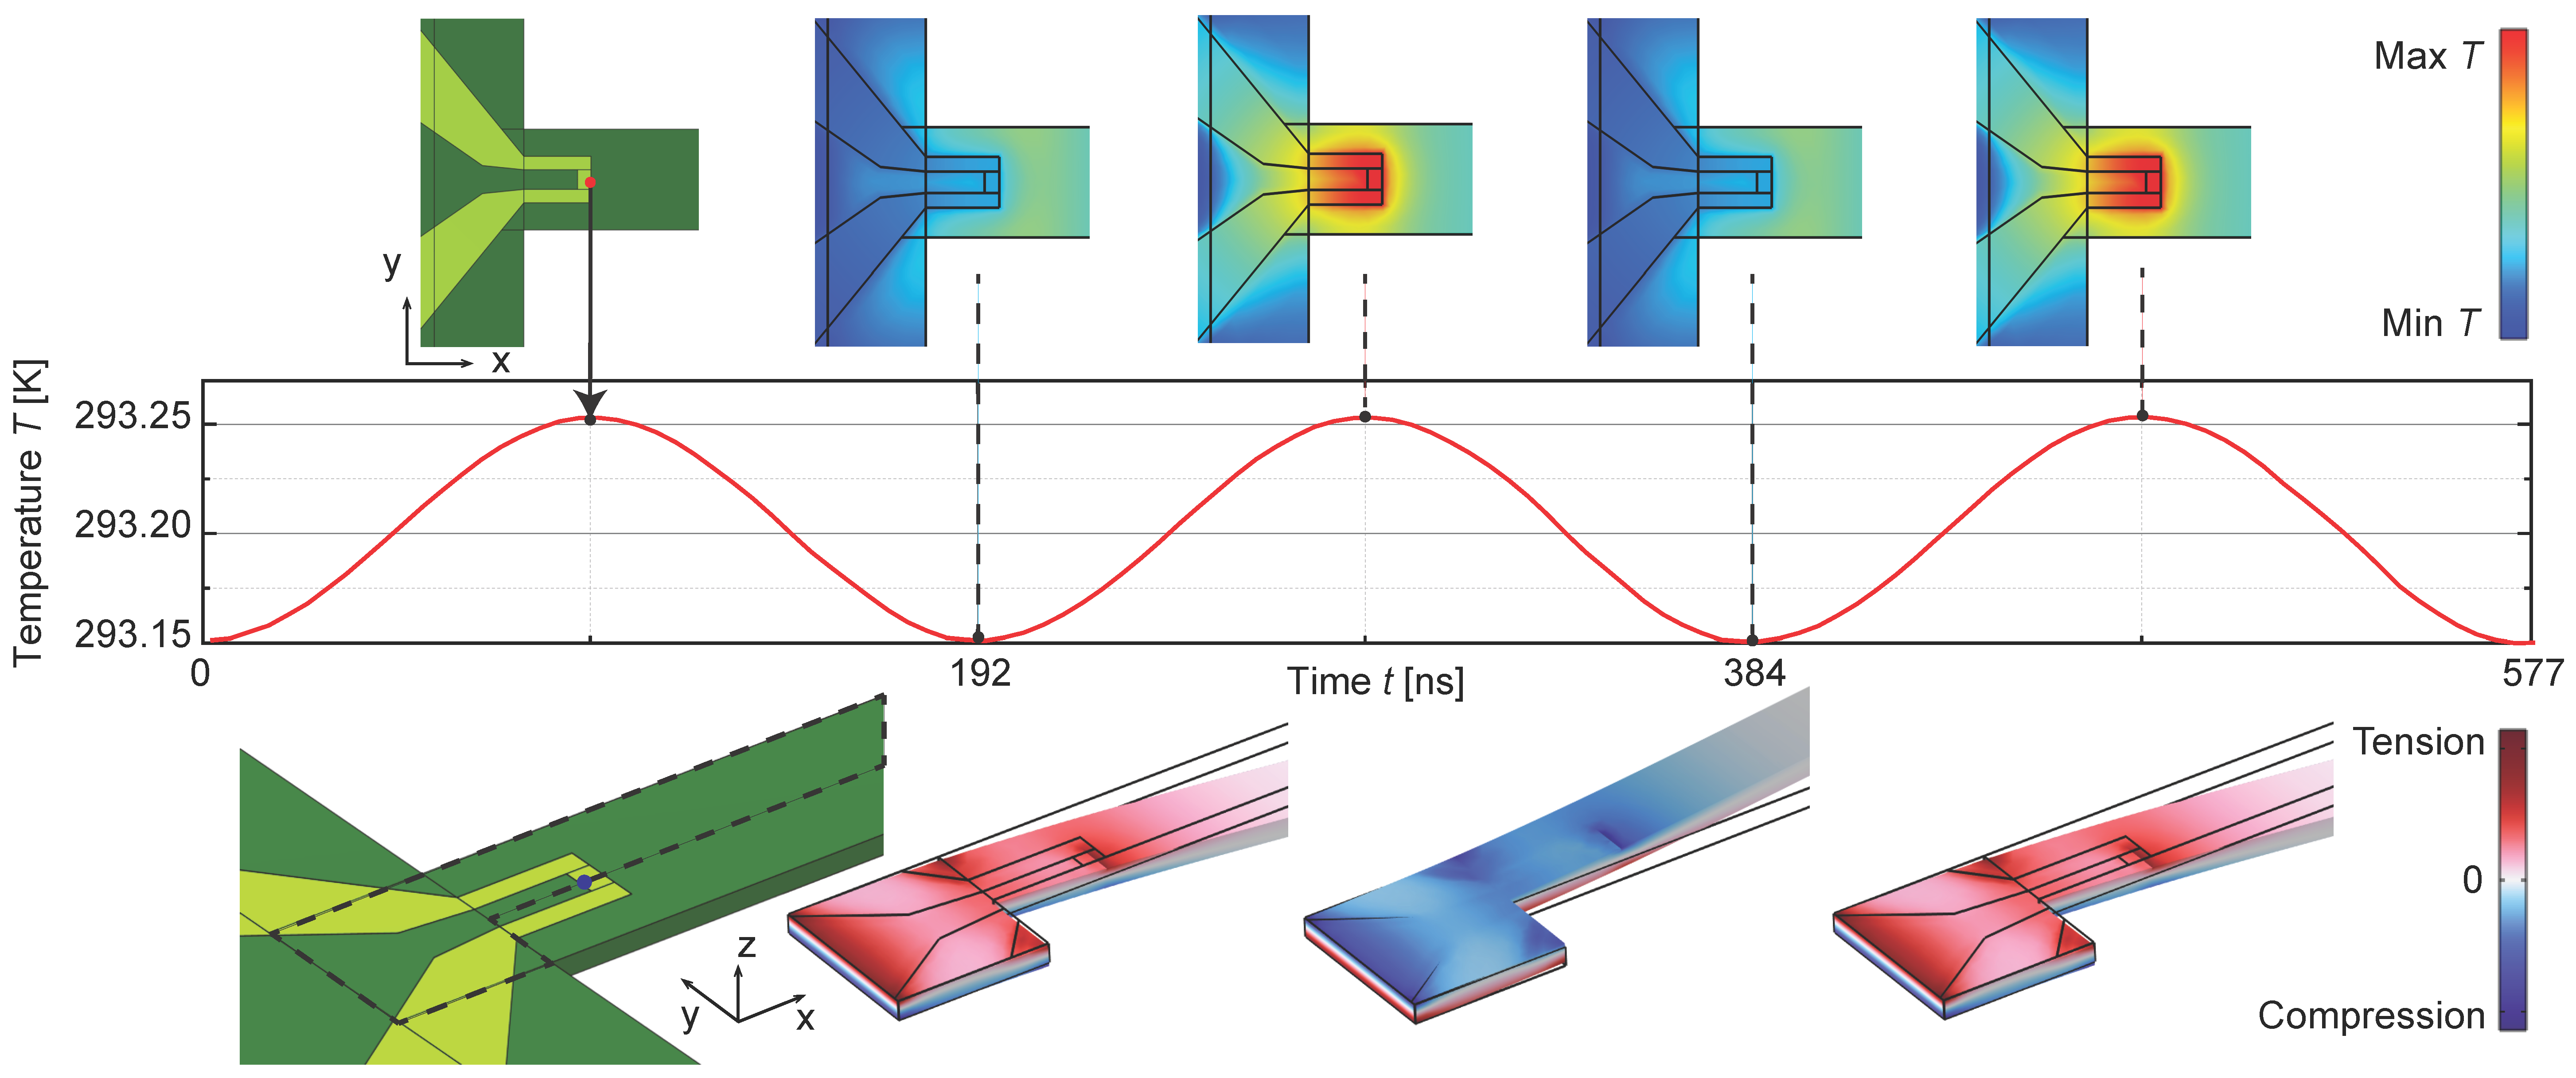 Max T
Min T
y
x
Temperature T [K]
293.25
293.20
293.15
0
192
Time t [ns]
384
577
Tension
0
Compression
z
y
x